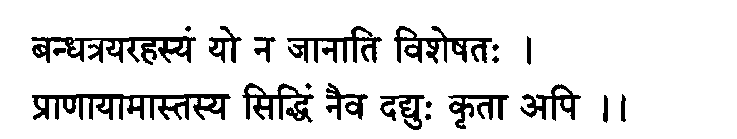 बन्धत्रयरहस्यं यो न जानाति विशेषतः ।
प्राणायामास्तस्य सिद्धिं नैव दद्युः कृता अपि ।।